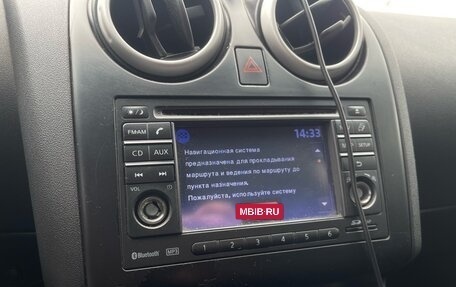 14:33
Навигационная система
предназначена для прокладывания
маршрута и ведения по маршруту до
пункта назначения.
Пожалуйста, используйте систему
MBIB·RU
FM·AM
CD AUX
VOL
SETUP
Bluetooth MP3
1 2 3 4 5 6